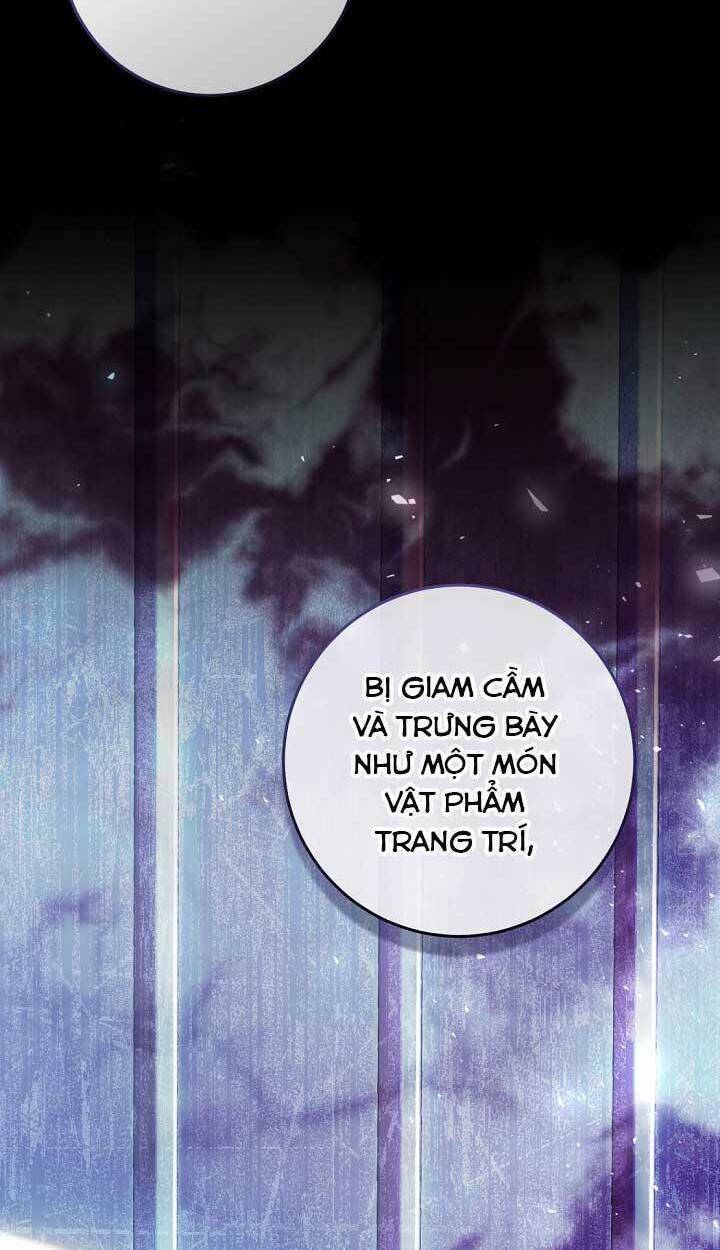 BỊ GIAM CẦM
VÀ TRƯNG BÀY
NHƯ MỘT MÓN
VẬT PHẨM
TRANG TRÍ,